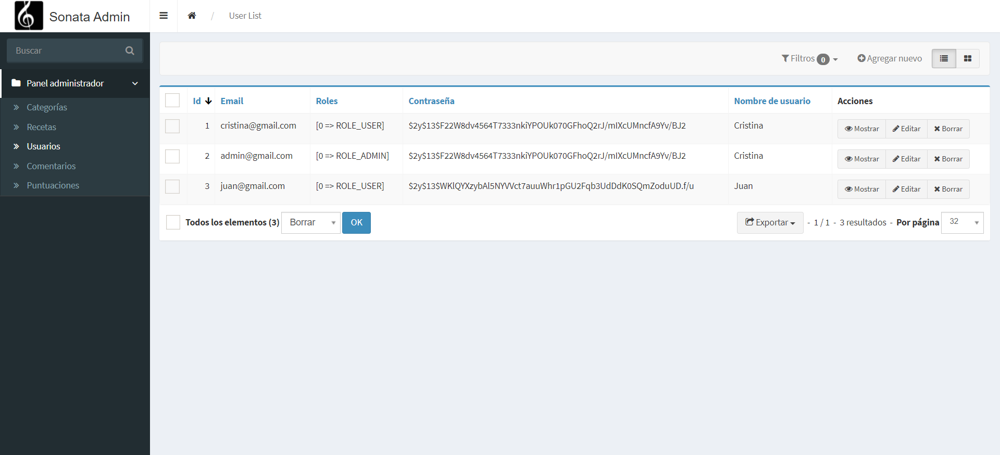 Sonata Admin
/ User List
Buscar
Filtros 0
Agregar nuevo
Panel administrador
Categorías
Recetas
Usuarios
Comentarios
Puntuaciones
Id Email Roles Contraseña Nombre de usuario Acciones
1 cristina@gmail.com [0 => ROLE_USER] $2y$13$F22W8dv4564T7333nkiYPOUk070GFhoQ2rJ/mIXcUMncfA9Yv/BJ2 Cristina Mostrar Editar Borrar
2 admin@gmail.com [0 => ROLE_ADMIN] $2y$13$F22W8dv4564T7333nkiYPOUk070GFhoQ2rJ/mIXcUMncfA9Yv/BJ2 Cristina Mostrar Editar Borrar
3 juan@gmail.com [0 => ROLE_USER] $2y$13$WKlQYXzybAl5NYVVct7auuWhr1pGU2Fqb3UdDdK0SQmZoduUD.f/u Juan Mostrar Editar Borrar
Todos los elementos (3) Borrar OK Exportar - 1 / 1 - 3 resultados - Por página 32